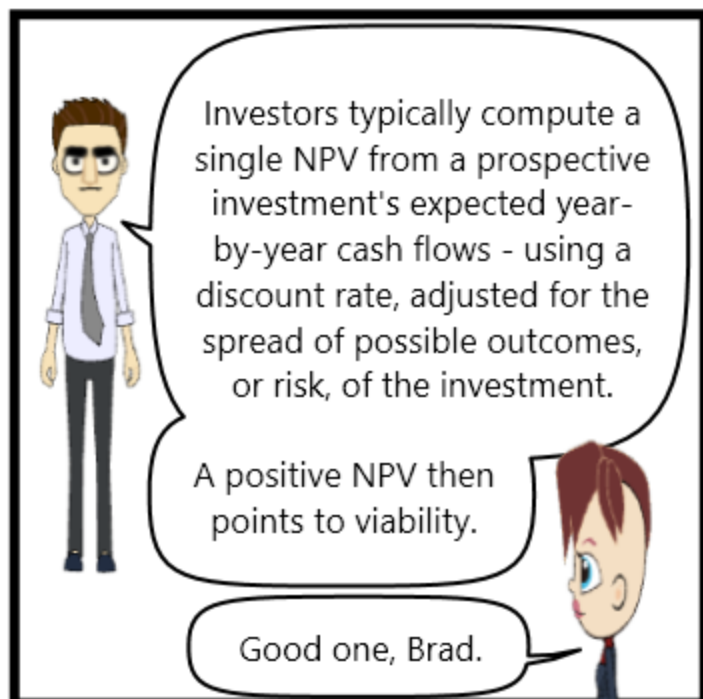 Investors typically compute a
single NPV from a prospective
investment's expected year-
by-year cash flows - using a
discount rate, adjusted for the
spread of possible outcomes,
or risk, of the investment.
A positive NPV then
points to viability.
Good one, Brad.